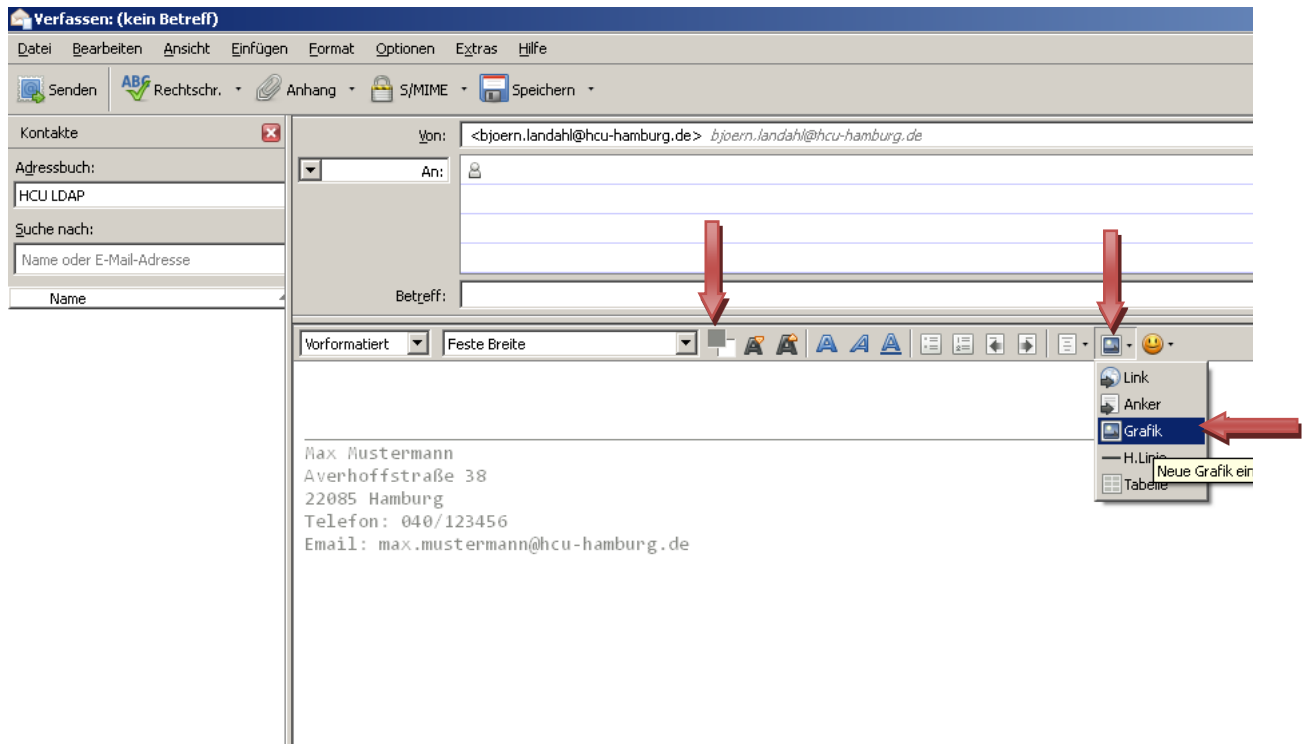 Verfassen: (kein Betreff)
Datei Bearbeiten Ansicht Einfügen Format Optionen Extras Hilfe
Senden ABC Rechtschr. Anhang S/MIME Speichern
Kontakte
Adressbuch:
HCU LDAP
Suche nach:
Name oder E-Mail-Adresse
Name
Von: <bjoern.landahl@hcu-hamburg.de> bjoern.landahl@hcu-hamburg.de
An:
Betreff:
Vorformatiert Feste Breite
Link
Anker
Grafik
H.Linie
Neue Grafik ein
Tabelle
Max Mustermann
Averhoffstraße 38
22085 Hamburg
Telefon: 040/123456
Email: max.mustermann@hcu-hamburg.de